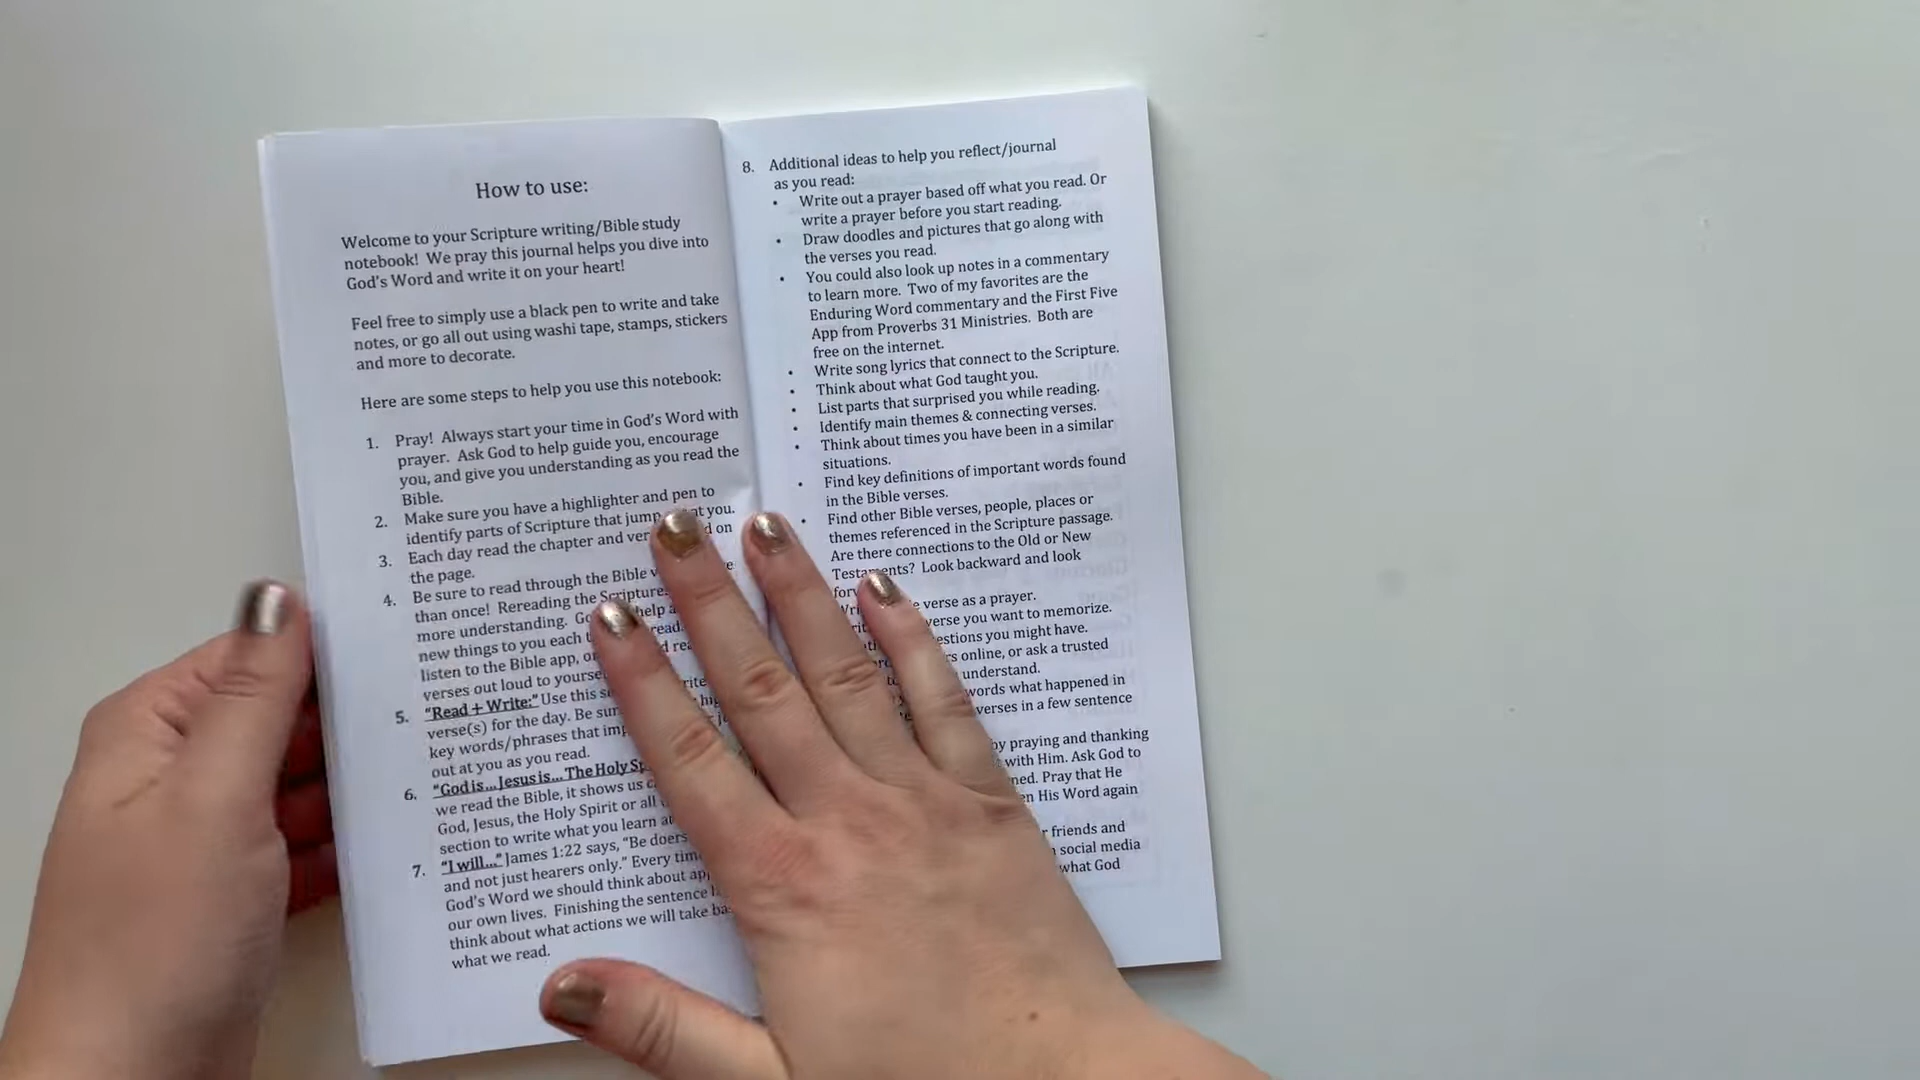 How to use:
Welcome to your Scripture writing/Bible study
notebook! We pray this journal helps you dive into
God's Word and write it on your heart!
Feel free to simply use a black pen to write and take
notes, or go all out using washi tape, stamps, stickers
and more to decorate.
Here are some steps to help you use this notebook:
1. Pray! Always start your time in God's Word with
prayer. Ask God to help guide you, encourage
you, and give you understanding as you read the
Bible.
2. Make sure you have a highlighter and pen to
identify parts of Scripture that jump at you.
3. Each day read the chapter and on
the page.
4. Be sure to read through the Bible
than once! Rereading the Scripture
more understanding. help
new things to you each read.
listen to the Bible app, or
verses out loud to
5. "Read + Write:" Use this
verse(s) for the day. Be
key words/phrases that
out at you as you read.
6. "God is... Jesus is... The Holy
we read the Bible, it shows us
God, Jesus, the Holy Spirit or all
section to write what you learn
7. "I will..." James 1:22 says, "Be doers
and not just hearers only." Every
God's Word we should think about
our own lives. Finishing the sentence
think about what actions we will take
what we read.
8. Additional ideas to help you reflect/journal
as you read:
• Write out a prayer based off what you read. Or
write a prayer before you start reading.
• Draw doodles and pictures that go along with
the verses you read.
• You could also look up notes in a commentary
to learn more. Two of my favorites are the
Enduring Word commentary and the First Five
App from Proverbs 31 Ministries. Both are
free on the internet.
• Write song lyrics that connect to the Scripture.
• Think about what God taught you.
• List parts that surprised you while reading.
• Identify main themes & connecting verses.
• Think about times you have been in a similar
situations.
• Find key definitions of important words found
in the Bible verses.
• Find other Bible verses, people, places or
themes referenced in the Scripture passage.
Are there connections to the Old or New
Testaments? Look backward and look
verse as a prayer.
verse you want to memorize.
you might have.
online, or ask a trusted
understand.
words what happened in
verses in a few sentence
by praying and thanking
with Him. Ask God to
Pray that He
His Word again
friends and
social media
what God